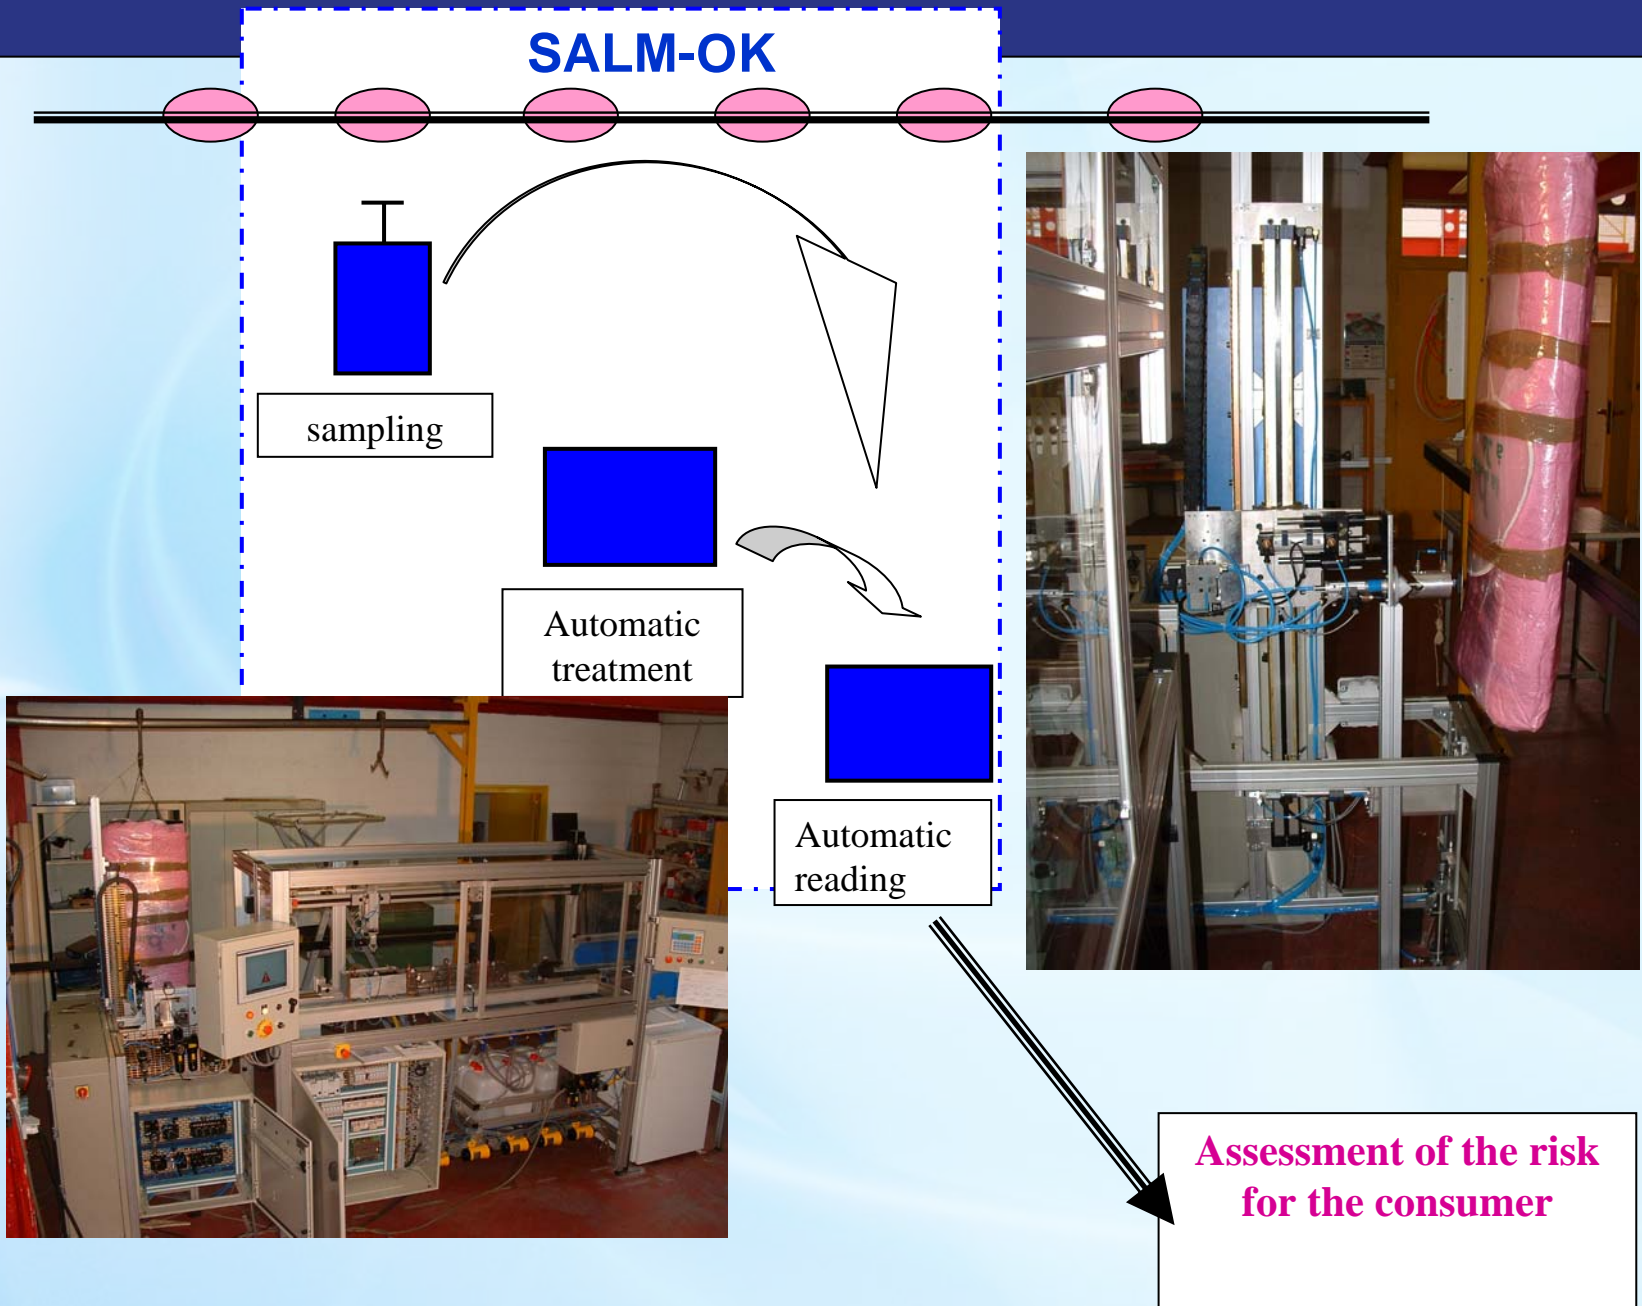 SALM-OK
sampling
Automatic
treatment
Automatic
reading
Assessment of the risk
for the consumer